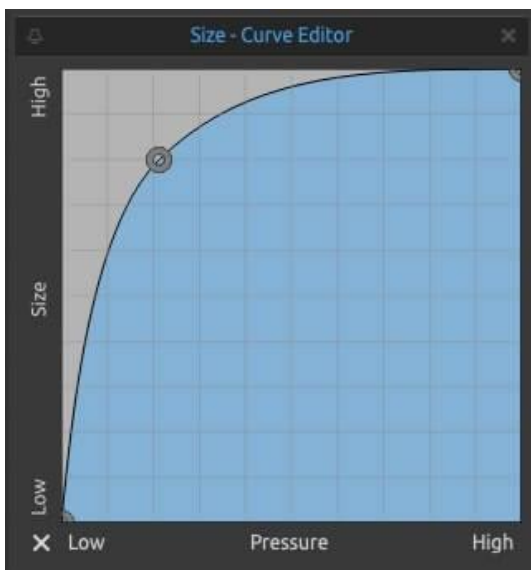 Size - Curve Editor
High
Size
Low
Low Pressure High